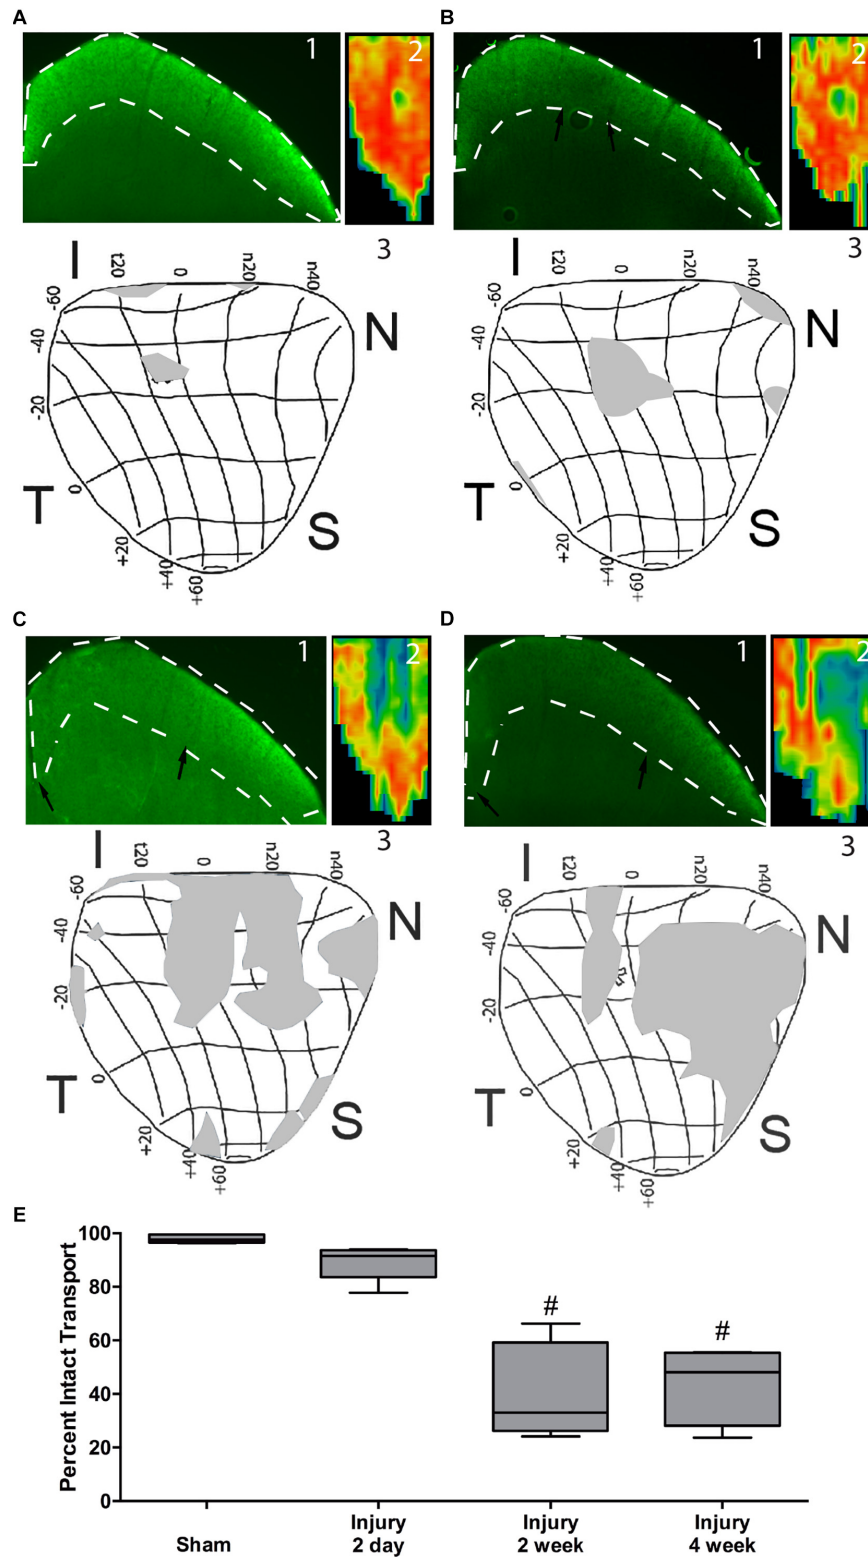 A
B
1
2
1
2
3
3
I
t20
0
n20
n40
N
-60
-40
-20
T
0
+20
+40
+60
S
I
t20
0
n20
n40
N
-60
-40
-20
T
0
+20
+40
+60
S
C
D
1
2
1
2
3
3
I
t20
0
n20
n40
N
-60
-40
-20
T
0
+20
+40
+60
S
I
t20
0
n20
n40
N
-60
-40
-20
T
0
+20
+40
+60
S
E
Percent Intact Transport
100
80
60
40
20
0
#
#
Sham
Injury
2 day
Injury
2 week
Injury
4 week